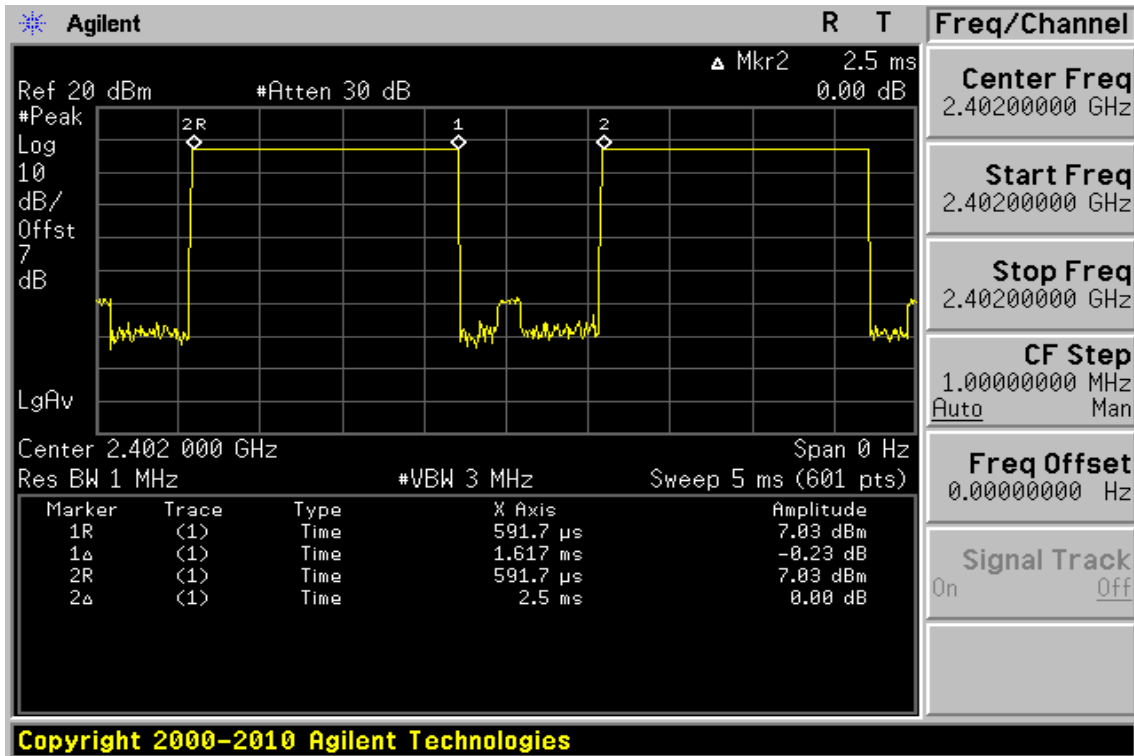 Agilent R T
Freq/Channel
Δ Mkr2 2.5 ms
Ref 20 dBm #Atten 30 dB 0.00 dB
#Peak
Log
10
dB/
Offst
7
dB
LgAv
2R 1 2
Center 2.402 000 GHz Span 0 Hz
Res BW 1 MHz #VBW 3 MHz Sweep 5 ms (601 pts)
Marker Trace Type X Axis Amplitude
1R (1) Time 591.7 µs 7.03 dBm
1Δ (1) Time 1.617 ms -0.23 dB
2R (1) Time 591.7 µs 7.03 dBm
2Δ (1) Time 2.5 ms 0.00 dB
Center Freq
2.40200000 GHz
Start Freq
2.40200000 GHz
Stop Freq
2.40200000 GHz
CF Step
1.00000000 MHz
Auto Man
Freq Offset
0.00000000 Hz
Signal Track
On Off
Copyright 2000-2010 Agilent Technologies